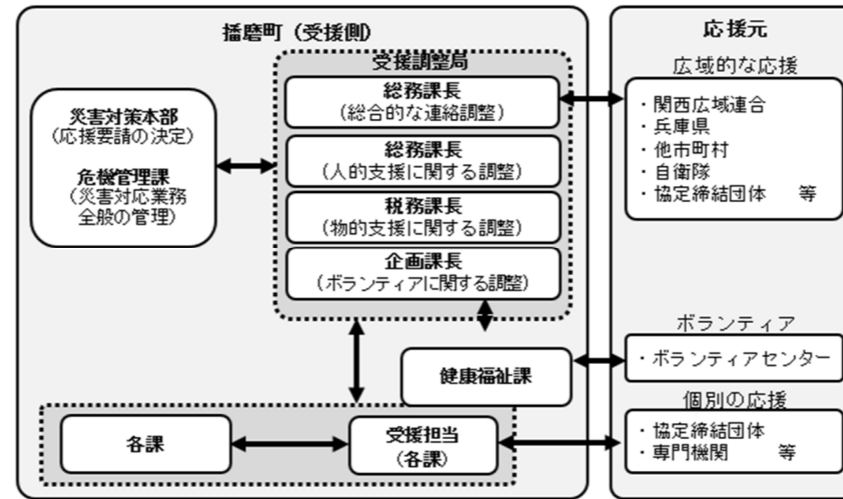 播磨町（受援側）
受援調整局
総務課長
（総合的な連絡調整）
総務課長
（人的支援に関する調整）
税務課長
（物的支援に関する調整）
企画課長
（ボランティアに関する調整）
災害対策本部
（応援要請の決定）
危機管理課
（災害対応業務
全般の管理）
健康福祉課
各課
受援担当
（各課）
応援元
広域的な応援
・関西広域連合
・兵庫県
・他市町村
・自衛隊
・協定締結団体　等
ボランティア
・ボランティアセンター
個別の応援
・協定締結団体
・専門機関　等